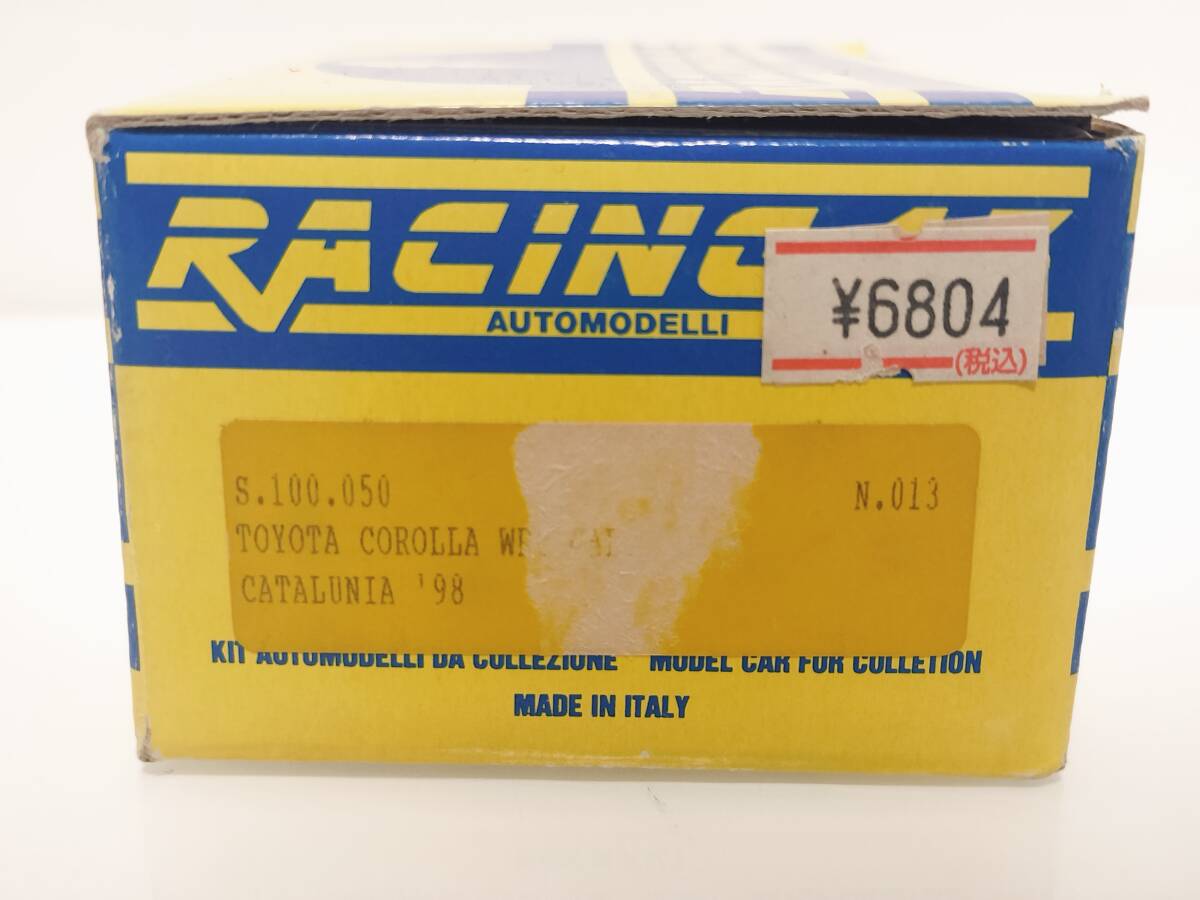 RACING
AUTOMODELLI
¥6804
(税込)
S.100.050 N.013
TOYOTA COROLLA
CATALUNIA '98
KIT AUTOMODELLI DA COLLEZIONE MODEL CAR FOR COLLETION
MADE IN ITALY